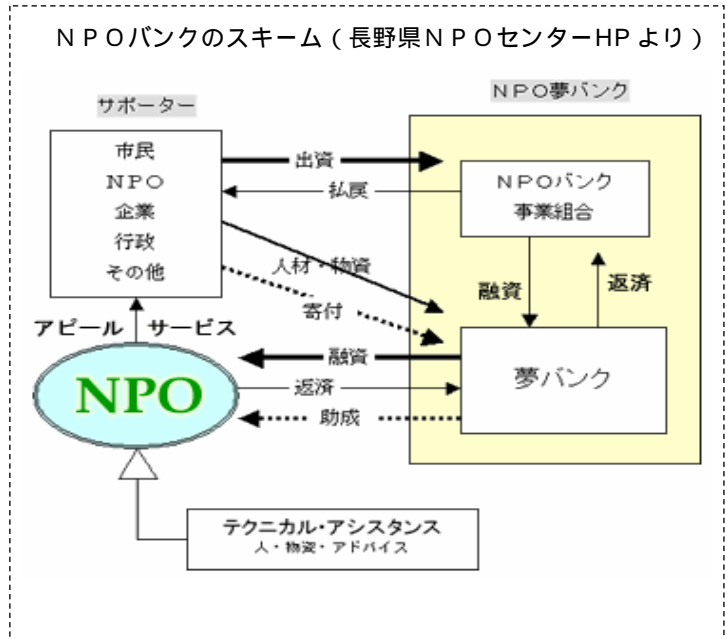 ＮＰＯバンクのスキーム（長野県ＮＰＯセンターHPより）
サポーター
ＮＰＯ夢バンク
市民
ＮＰＯ
企業
行政
その他
出資
払戻
ＮＰＯバンク
事業組合
人材・物資
寄付
融資
返済
アピール サービス
NPO
融資
返済
助成
夢バンク
テクニカル・アシスタンス
人・物資・アドバイス